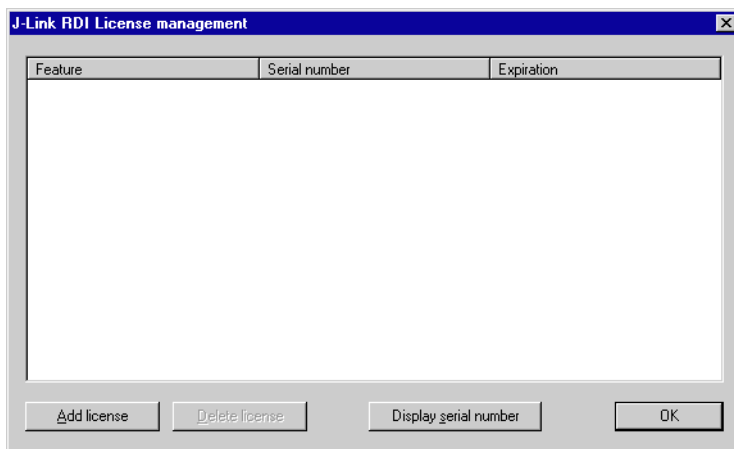 J-Link RDI License management
Feature Serial number Expiration
Add license Delete license Display serial number OK